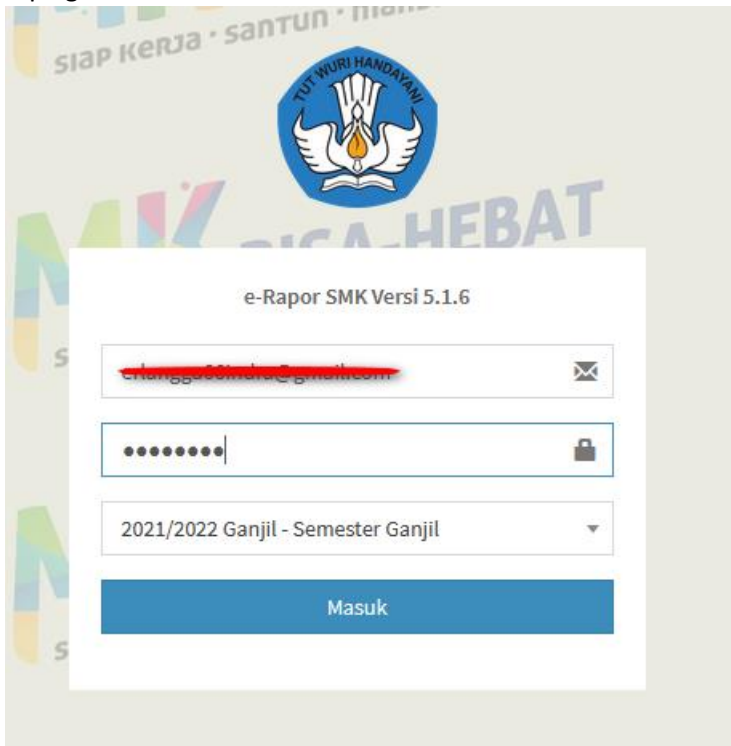 SIaP KeRJa · sanTun ·
TUT WURI HANDAYANI
MK
-HEBAT
e-Rapor SMK Versi 5.1.6
2021/2022 Ganjil - Semester Ganjil
Masuk